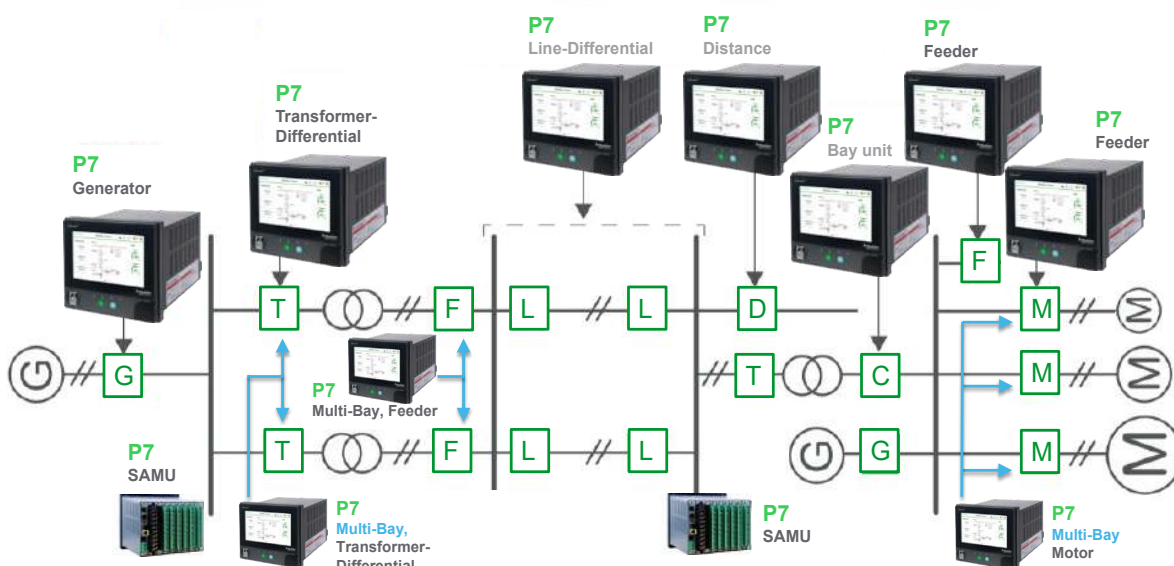 P7
Line-Differential
P7
Distance
P7
Feeder
P7
Transformer-
Differential
P7
Bay unit
P7
Feeder
P7
Generator
F
T
F
L
L
D
M
M
G
G
T
C
M
M
P7
Multi-Bay, Feeder
T
F
L
L
G
G
M
M
P7
SAMU
P7
Multi-Bay,
Transformer-
Differential
P7
SAMU
P7
Multi-Bay
Motor